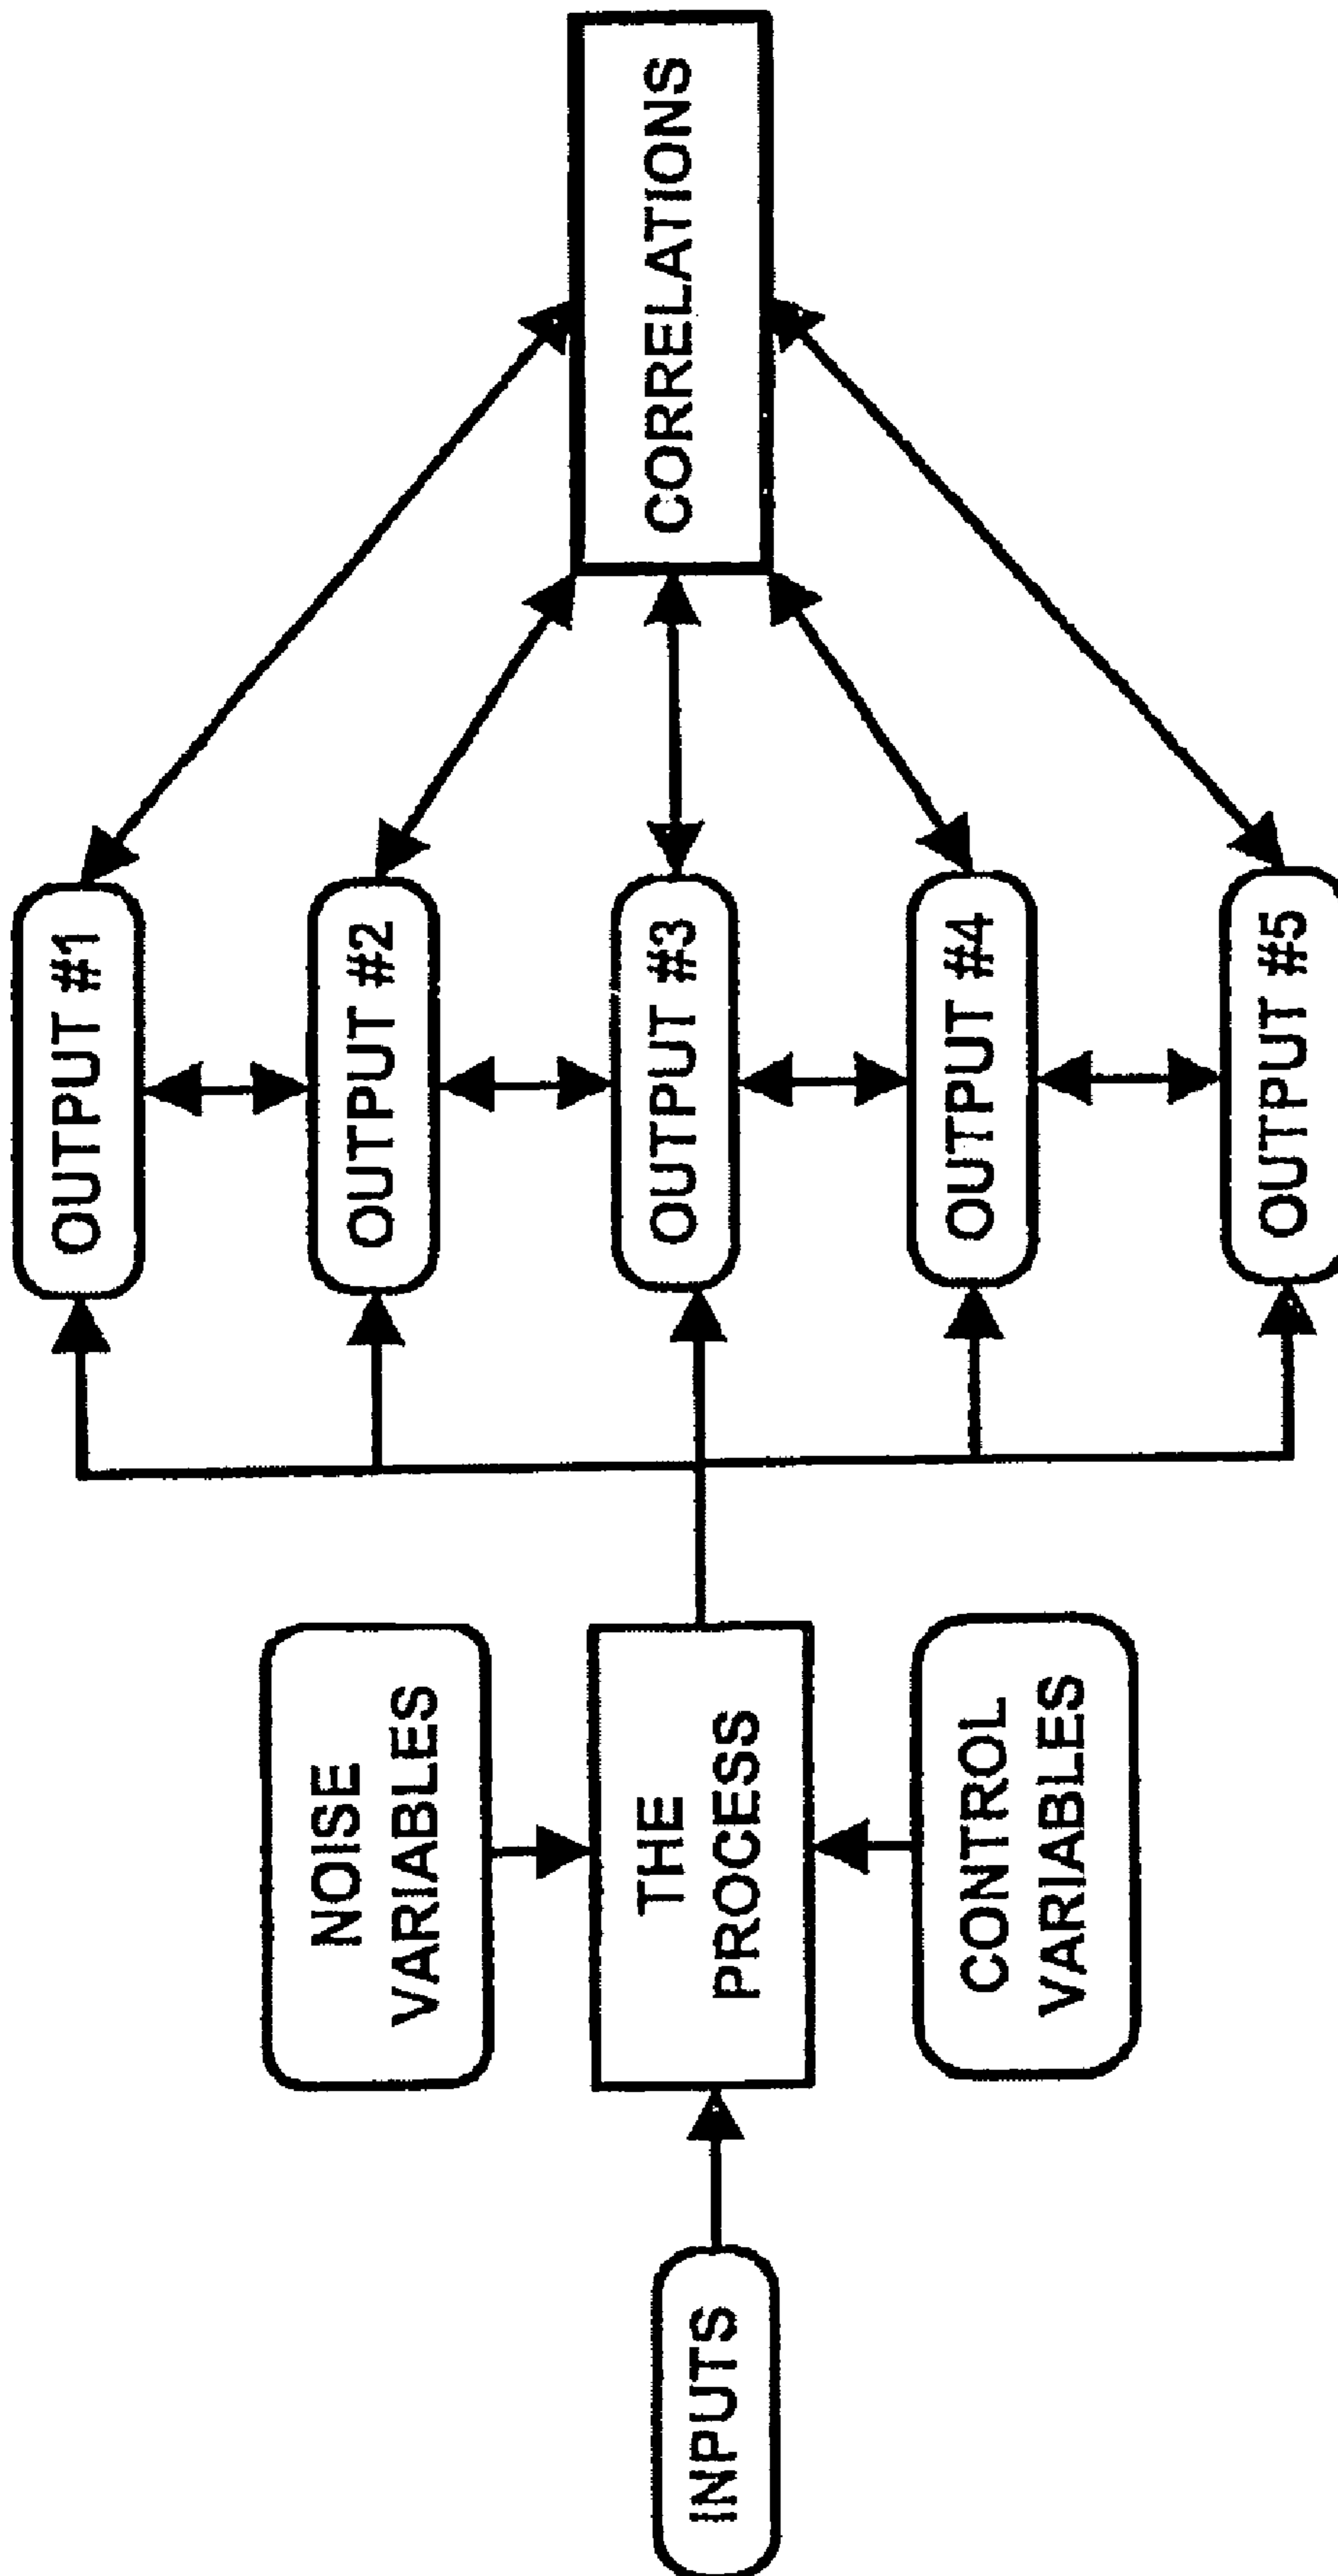 INPUTS
NOISE
VARIABLES
THE
PROCESS
CONTROL
VARIABLES
OUTPUT #1
OUTPUT #2
OUTPUT #3
OUTPUT #4
OUTPUT #5
CORRELATIONS